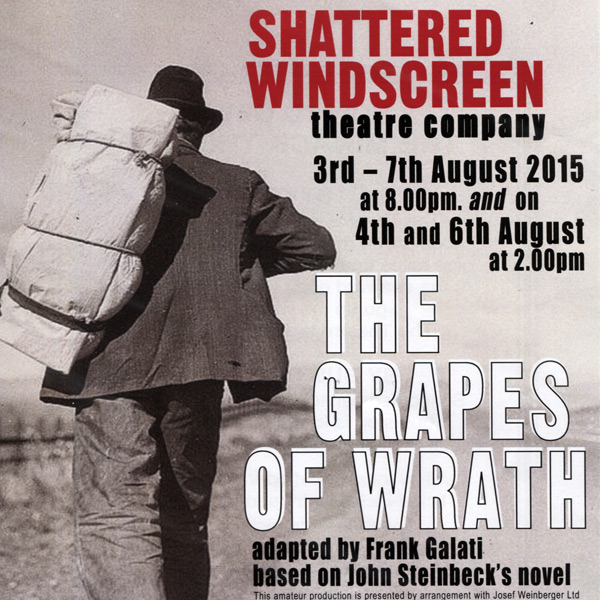 SHATTERED
WINDSCREEN
theatre company
3rd – 7th August 2015
at 8.00pm. and on
4th and 6th August
at 2.00pm
THE
GRAPES
OF WRATH
adapted by Frank Galati
based on John Steinbeck's novel
This amateur production is presented by arrangement with Josef Weinberger Ltd